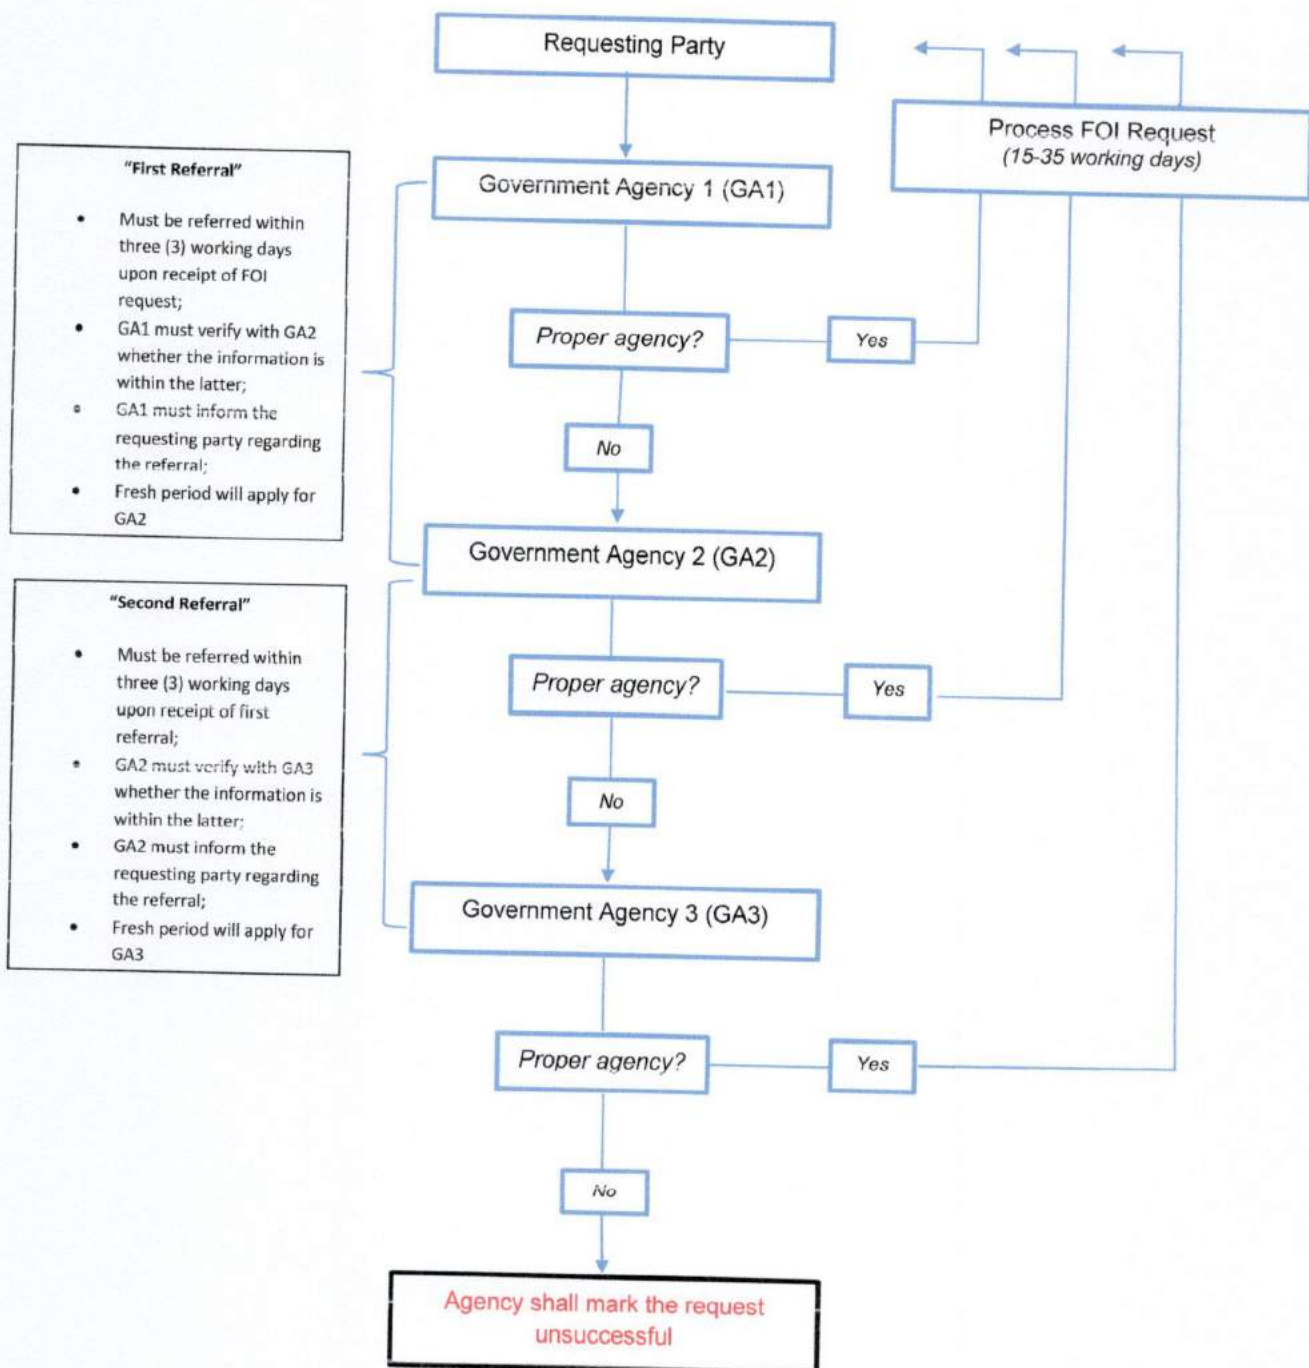 Requesting Party
Process FOI Request
(15-35 working days)
Government Agency 1 (GA1)
"First Referral"
• Must be referred within
three (3) working days
upon receipt of FOI
request;
• GA1 must verify with GA2
whether the information is
within the latter;
• GA1 must inform the
requesting party regarding
the referral;
• Fresh period will apply for
GA2
Proper agency?
Yes
No
Government Agency 2 (GA2)
"Second Referral"
• Must be referred within
three (3) working days
upon receipt of first
referral;
• GA2 must verify with GA3
whether the information is
within the latter;
• GA2 must inform the
requesting party regarding
the referral;
• Fresh period will apply for
GA3
Proper agency?
Yes
No
Government Agency 3 (GA3)
Proper agency?
Yes
No
Agency shall mark the request
unsuccessful